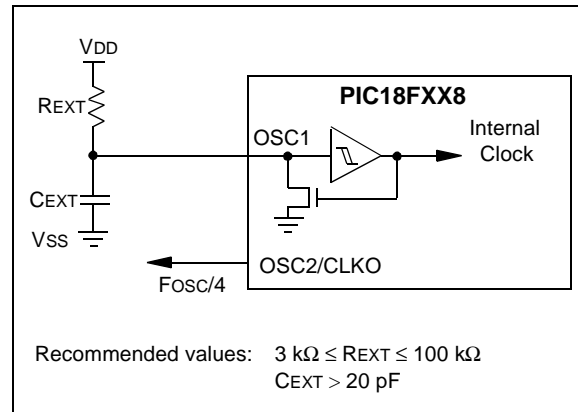 VDD
PIC18FXX8
REXT
OSC1
Internal
Clock
CEXT
VSS
OSC2/CLKO
FOSC/4
Recommended values: 3 kΩ ≤ REXT ≤ 100 kΩ
CEXT > 20 pF